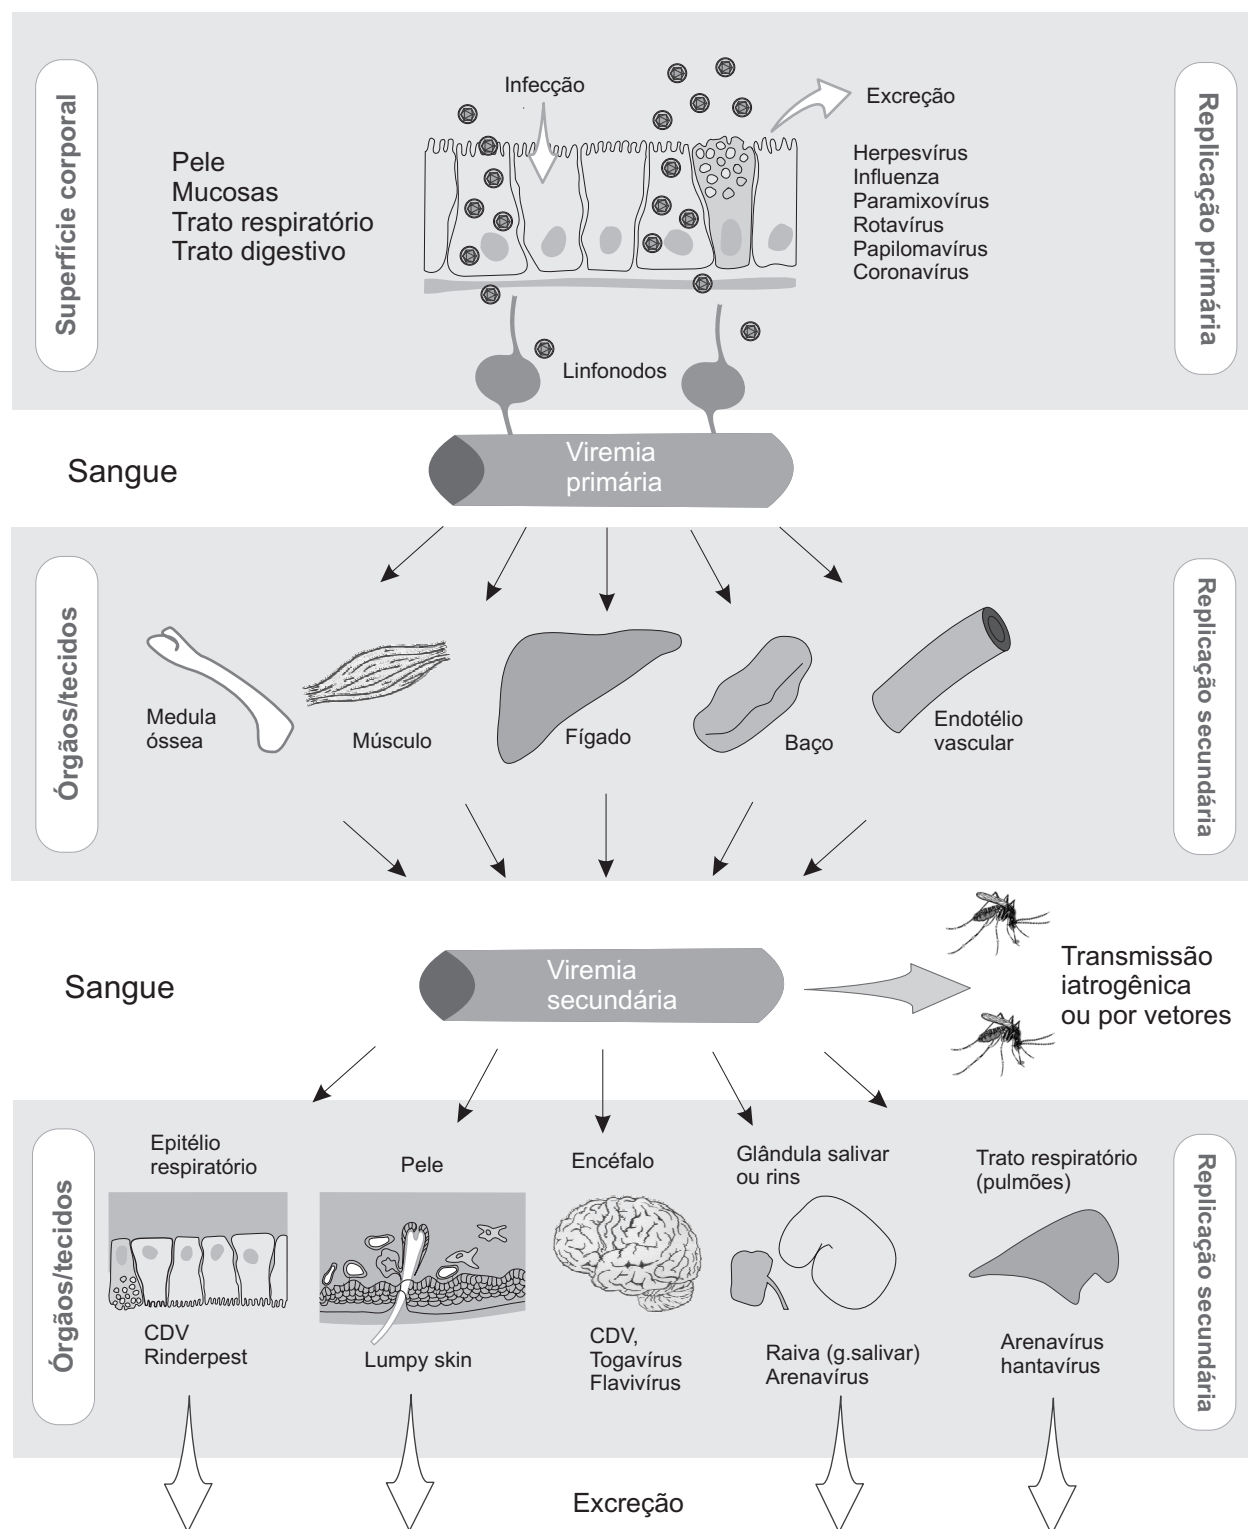 Superfície corporal
Pele
Mucosas
Trato respiratório
Trato digestivo
Infecção
Excreção
Herpesvírus
Influenza
Paramixovírus
Rotavírus
Papilomavírus
Coronavírus
Linfonodos
Replicação primária
Sangue
Viremia
primária
Órgãos/tecidos
Medula
óssea
Músculo
Fígado
Baço
Endotélio
vascular
Replicação secundária
Sangue
Viremia
secundária
Transmissão
iatrogênica
ou por vetores
Órgãos/tecidos
Epitélio
respiratório
CDV
Rinderpest
Pele
Lumpy skin
Encéfalo
CDV,
Togavírus
Flavivírus
Glândula salivar
ou rins
Raiva (g.salivar)
Arenavírus
Trato respiratório
(pulmões)
Arenavírus
hantavírus
Replicação secundária
Excreção